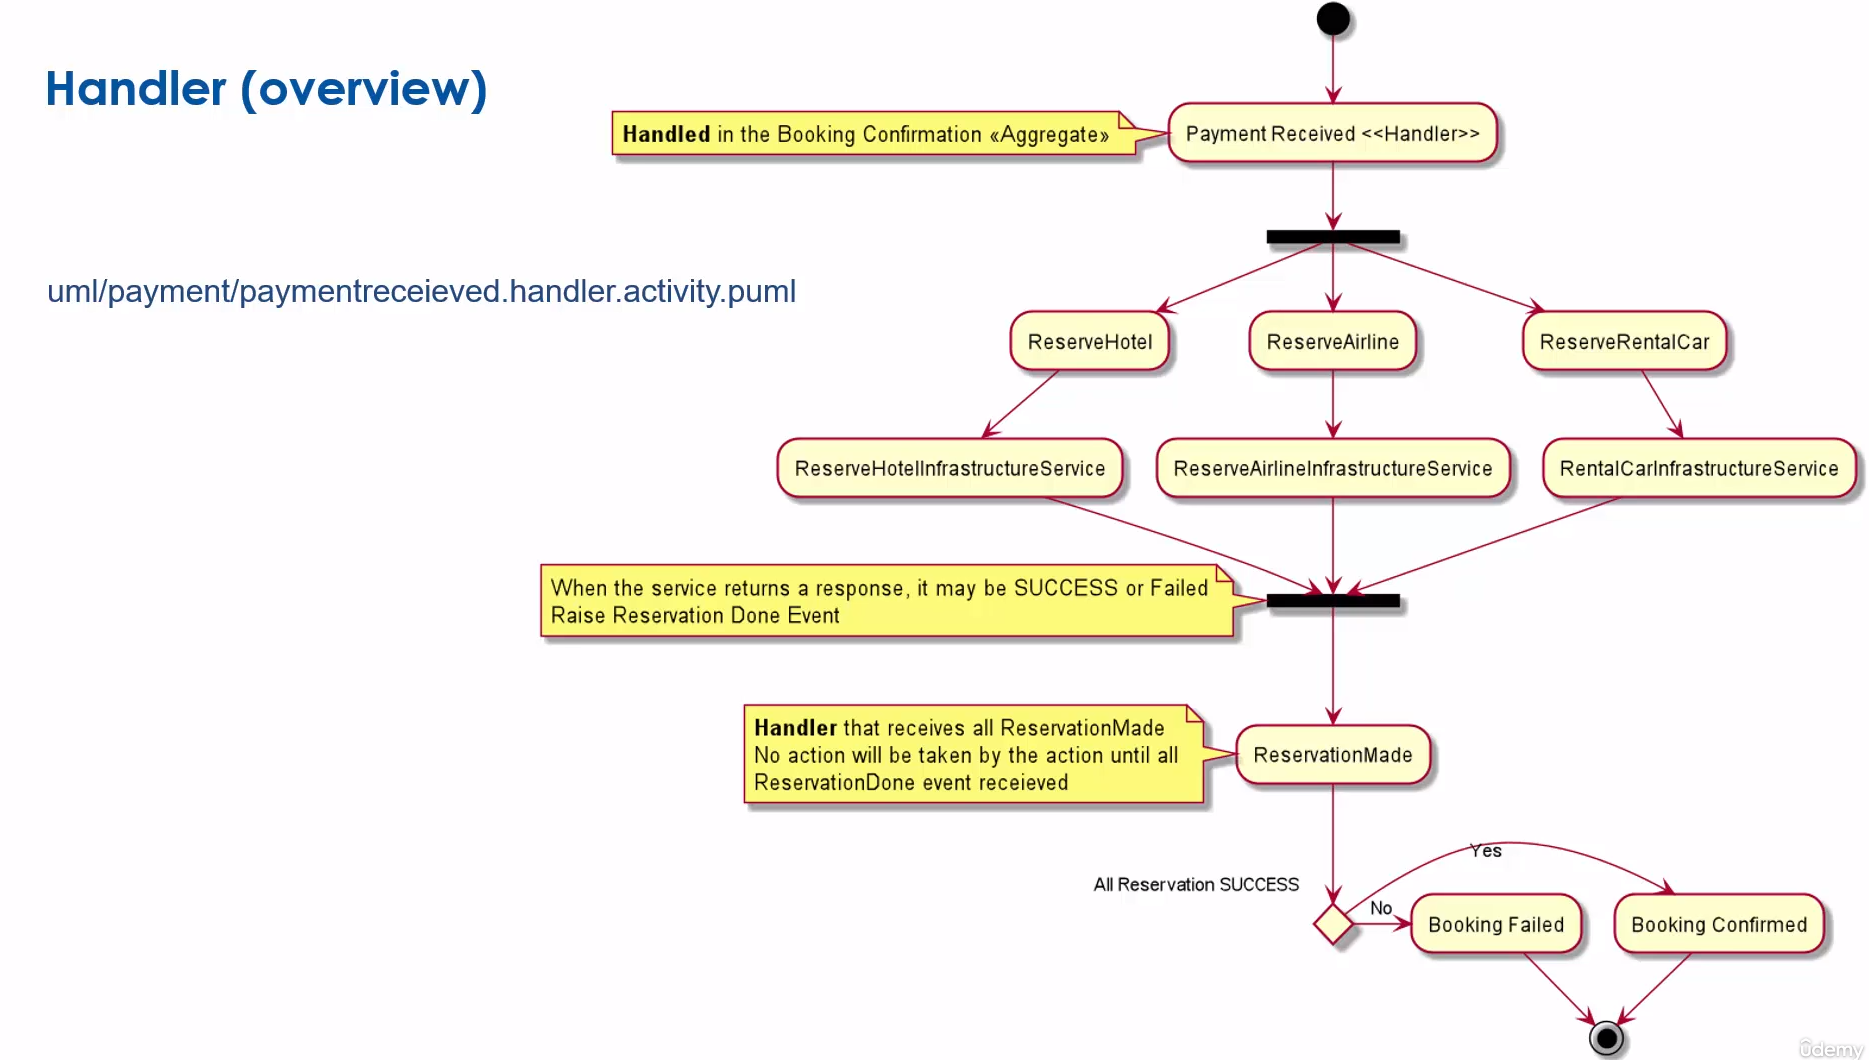 Handler (overview)
Handled in the Booking Confirmation «Aggregate»
Payment Received <<Handler>>
uml/payment/paymentreceieved.handler.activity.puml
ReserveHotel
ReserveAirline
ReserveRentalCar
ReserveHotelInfrastructureService
ReserveAirlineInfrastructureService
RentalCarInfrastructureService
When the service returns a response, it may be SUCCESS or Failed
Raise Reservation Done Event
Handler that receives all ReservationMade
No action will be taken by the action until all
ReservationDone event receieved
ReservationMade
Yes
All Reservation SUCCESS
No
Booking Failed
Booking Confirmed
ûdemy